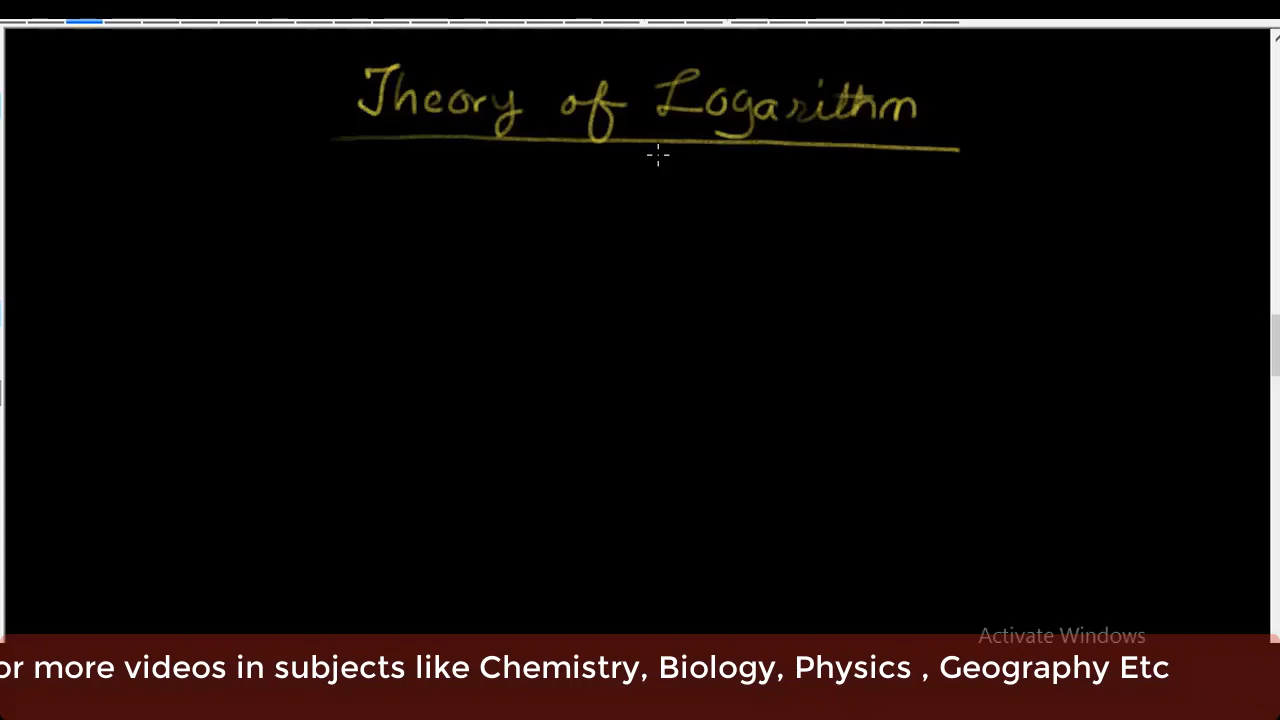 Theory of Logarithm
Activate Windows
or more videos in subjects like Chemistry, Biology, Physics , Geography Etc